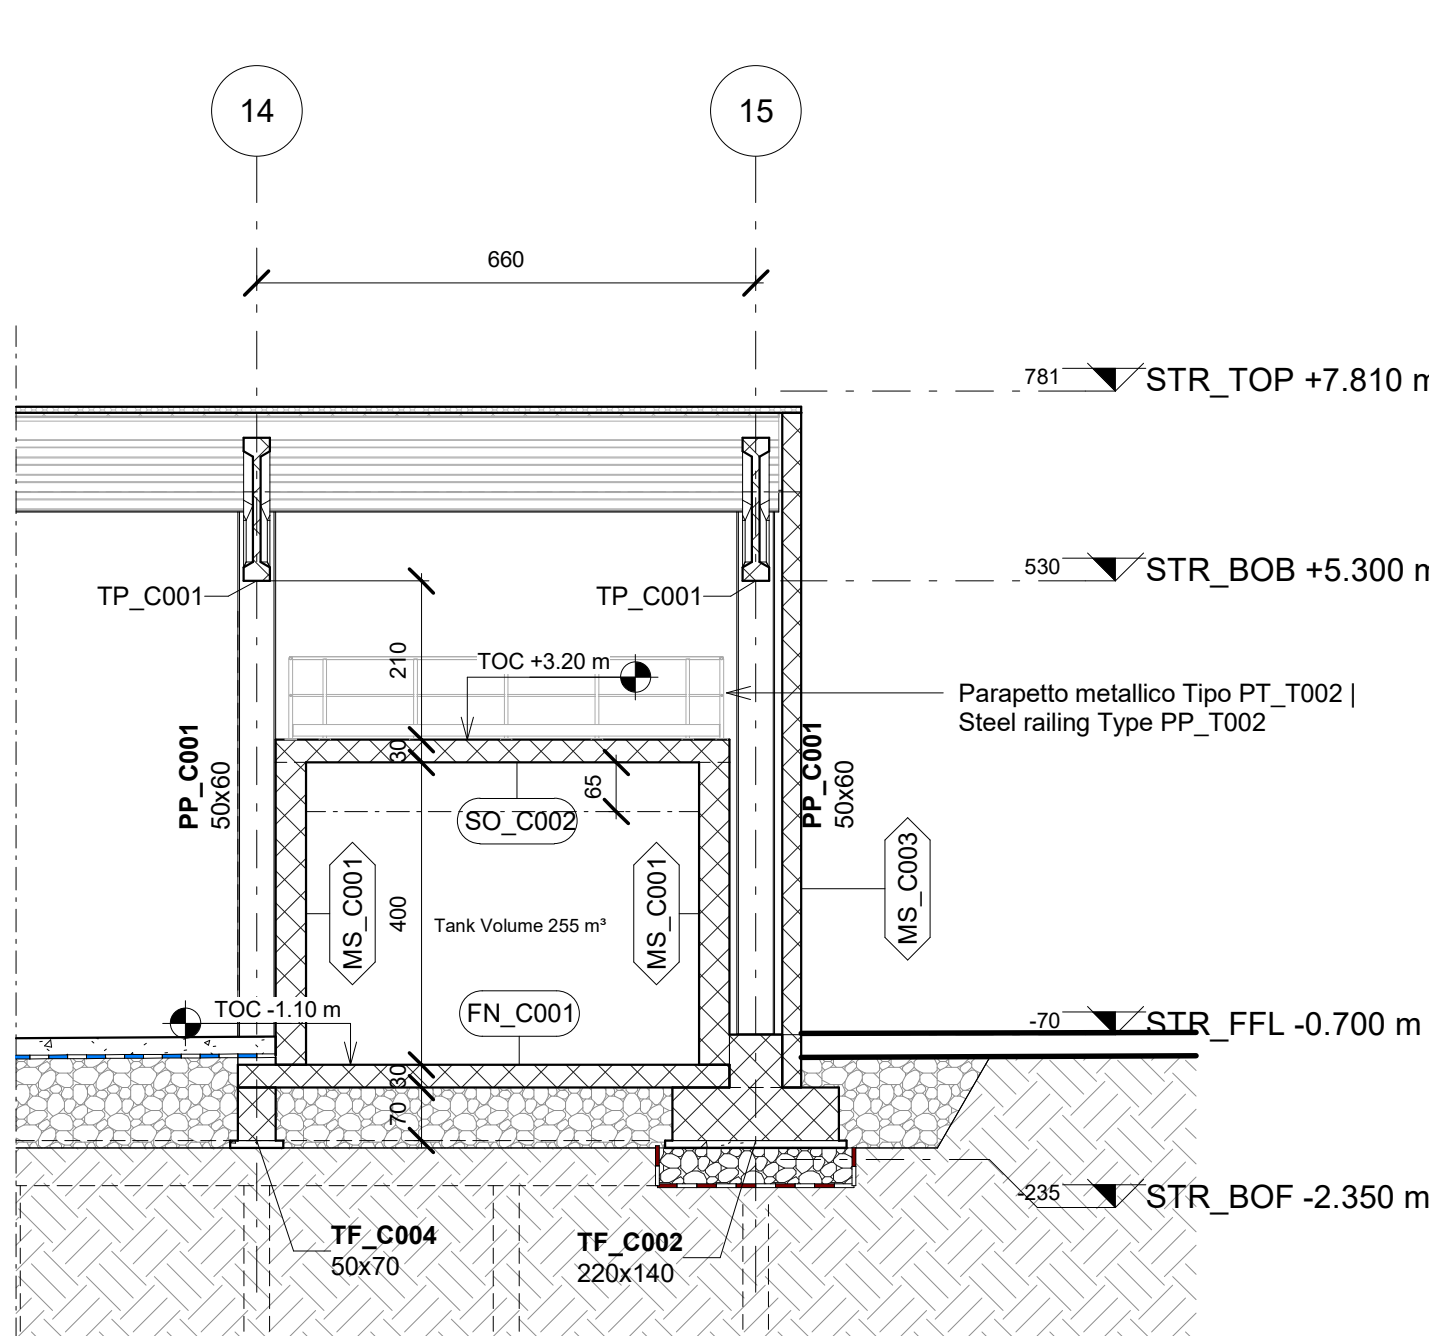 14
15
660
781
STR_TOP +7.810 m
530
STR_BOB +5.300 m
TP_C001
TP_C001
210
TOC +3.20 m
Parapetto metallico Tipo PT_T002 |
Steel railing Type PP_T002
PP_C001
50x60
30
65
PP_C001
50x60
SO_C002
MS_C001
400
Tank Volume 255 m³
MS_C001
MS_C003
TOC -1.10 m
FN_C001
-70
STR_FFL -0.700 m
30
70
-235
STR_BOF -2.350 m
TF_C004
50x70
TF_C002
220x140